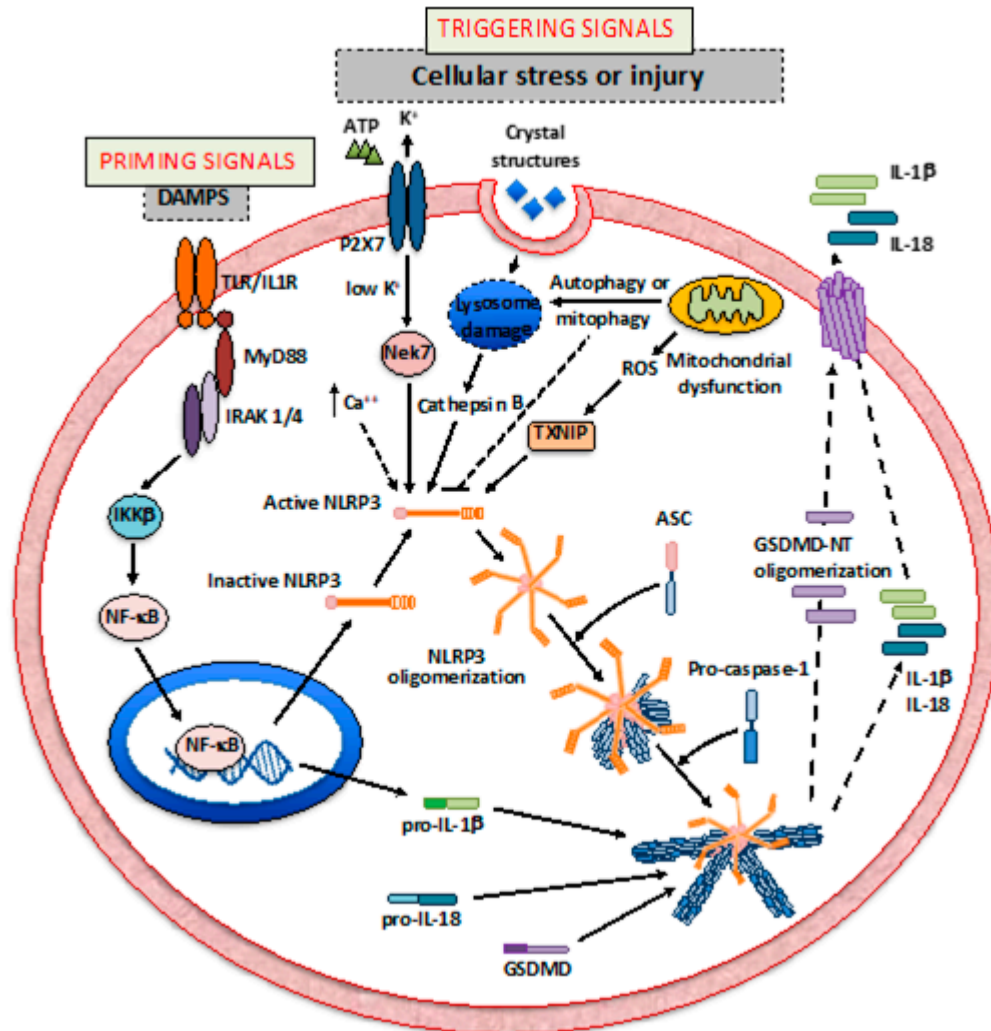 TRIGGERING SIGNALS
Cellular stress or injury
PRIMING SIGNALS
DAMPS
ATP
K⁺
Crystal
structures
IL-1β
IL-18
P2X7
TLR/IL1R
low K⁺
Lysosome
damage
Autophagy or
mitophagy
MyD88
Nek7
ROS
Mitochondrial
dysfunction
IRAK 1/4
Ca⁺⁺
Cathepsin B
TXNIP
IKKβ
Active NLRP3
ASC
GSDMD-NT
oligomerization
Inactive NLRP3
NF-κB
NLRP3
oligomerization
Pro-caspase-1
IL-1β
IL-18
NF-κB
pro-IL-1β
pro-IL-18
GSDMD